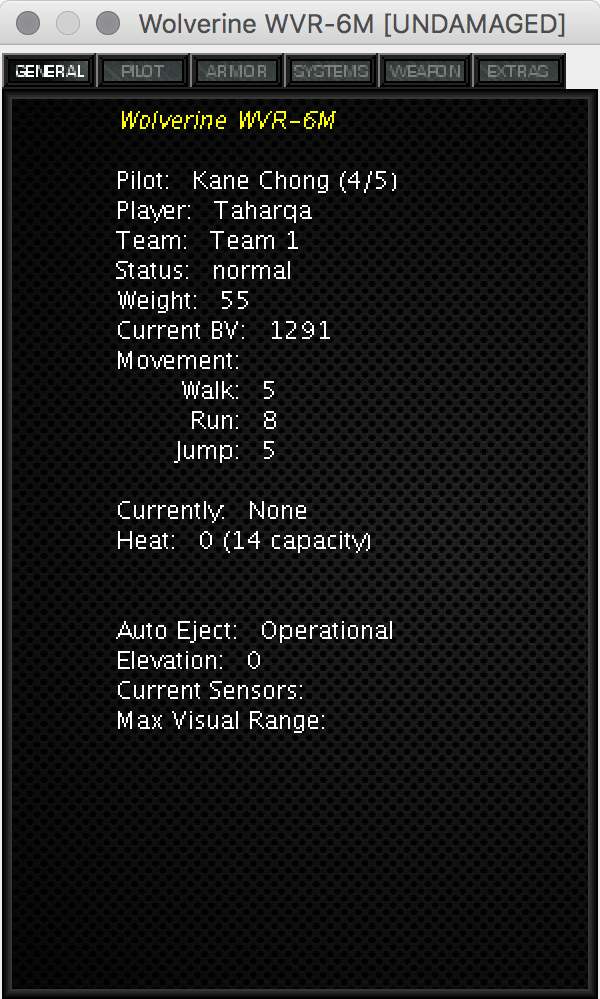 Wolverine WVR-6M [UNDAMAGED]
GENERAL PILOT ARMOR SYSTEMS WEAPON EXTRAS
Wolverine WVR-6M
Pilot: Kane Chong (4/5)
Player: Taharqa
Team: Team 1
Status: normal
Weight: 55
Current BV: 1291
Movement:
Walk: 5
Run: 8
Jump: 5
Currently: None
Heat: 0 (14 capacity)
Auto Eject: Operational
Elevation: 0
Current Sensors:
Max Visual Range: